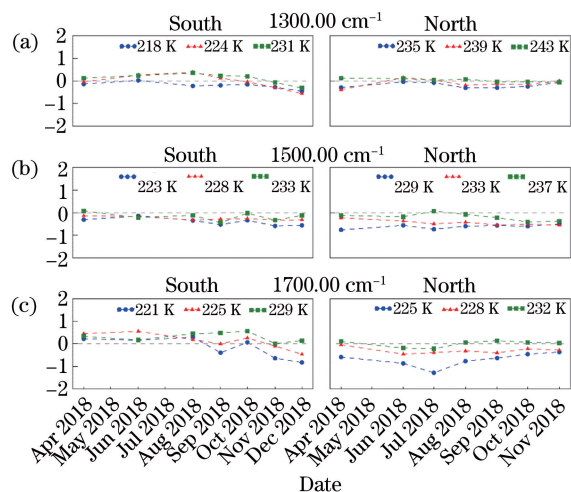 South 1300.00 cm⁻¹ North
(a)
218 K 224 K 231 K
235 K 239 K 243 K
2
1
0
−1
−2
South 1500.00 cm⁻¹ North
(b)
223 K 228 K 233 K
229 K 233 K 237 K
2
1
0
−1
−2
South 1700.00 cm⁻¹ North
(c)
221 K 225 K 229 K
225 K 228 K 232 K
2
1
0
−1
−2
Apr 2018
May 2018
Jun 2018
Jul 2018
Aug 2018
Sep 2018
Oct 2018
Nov 2018
Dec 2018
Apr 2018
May 2018
Jun 2018
Jul 2018
Aug 2018
Sep 2018
Oct 2018
Nov 2018
Date